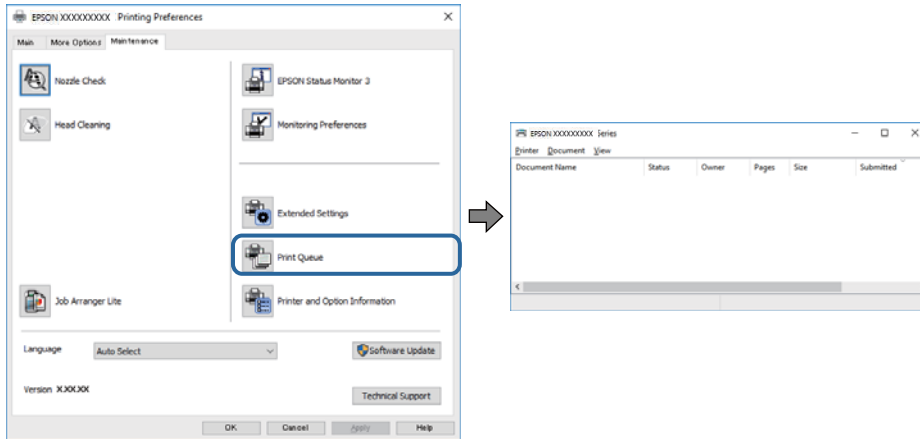 EPSON XXXXXXXXX Printing Preferences
Main More Options Maintenance
Nozzle Check
EPSON Status Monitor 3
Head Cleaning
Monitoring Preferences
Extended Settings
Print Queue
Job Arranger Lite
Printer and Option Information
Language Auto Select
Software Update
Version X.XX.XX
Technical Support
OK Cancel Apply Help
EPSON XXXXXXXXX Series
Printer Document View
Document Name Status Owner Pages Size Submitted